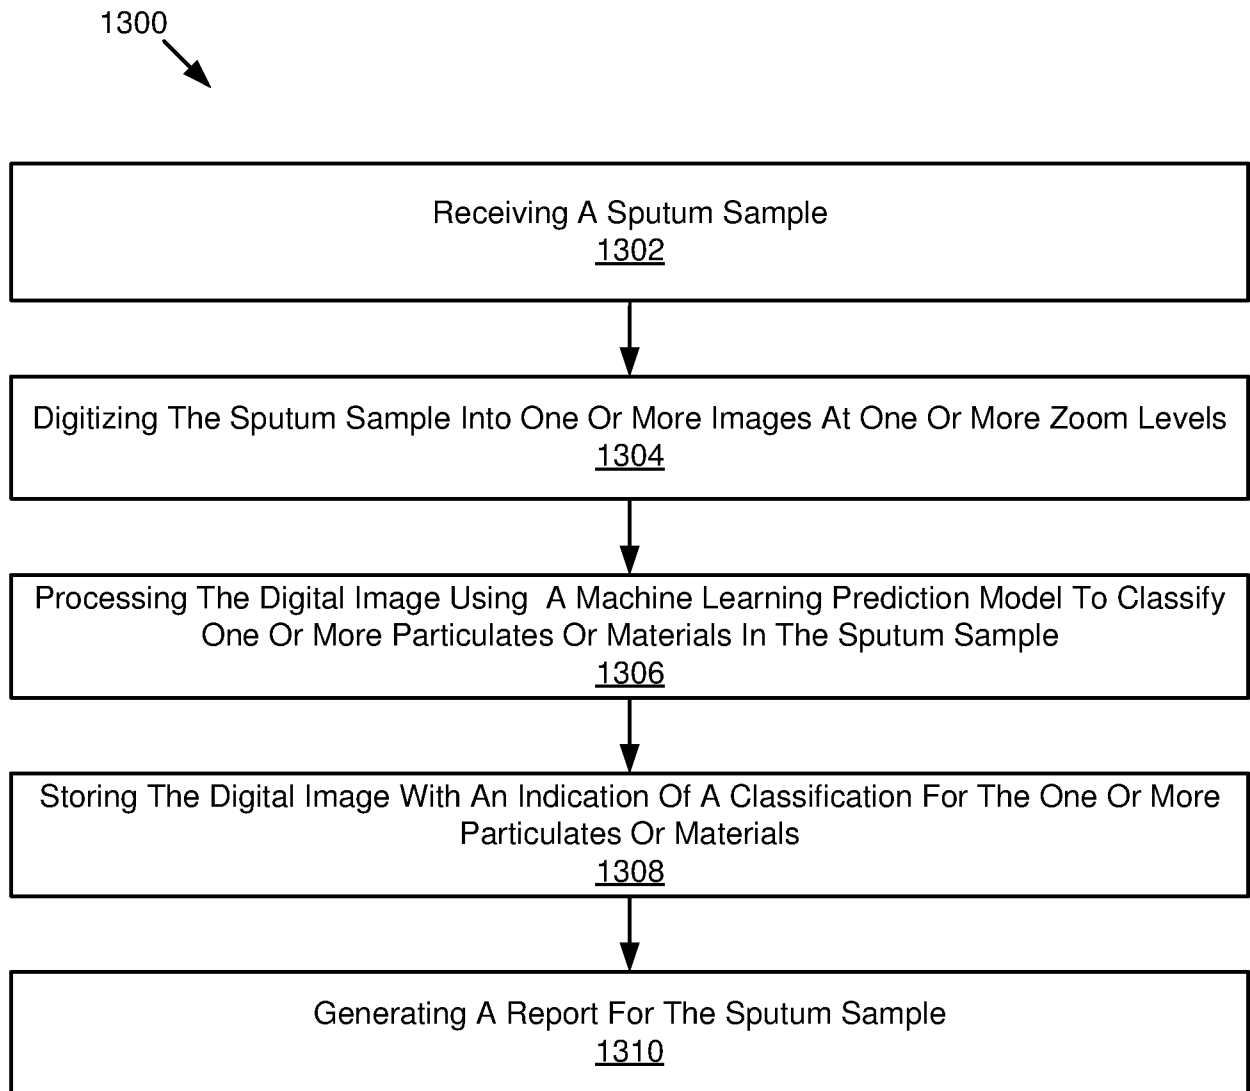 1300
Receiving A Sputum Sample
1302
Digitizing The Sputum Sample Into One Or More Images At One Or More Zoom Levels
1304
Processing The Digital Image Using  A Machine Learning Prediction Model To Classify
One Or More Particulates Or Materials In The Sputum Sample
1306
Storing The Digital Image With An Indication Of A Classification For The One Or More
Particulates Or Materials
1308
Generating A Report For The Sputum Sample
1310